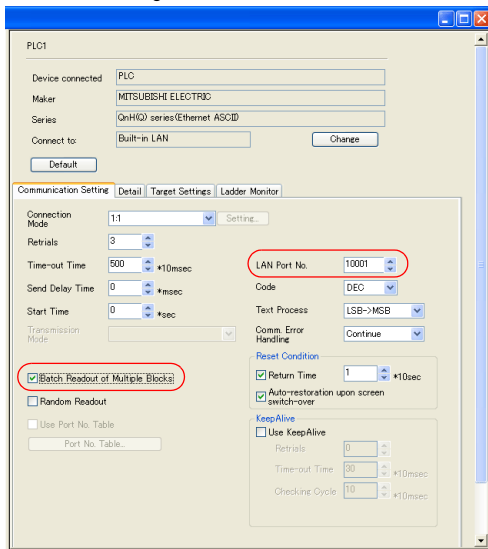 PLC1
Device connected PLC
Maker MITSUBISHI ELECTRIC
Series QnH(Q) series(Ethernet ASCII)
Connect to: Built-in LAN Change
Default
Communication Setting Detail Target Settings Ladder Monitor
Connection Mode 1:1 Setting..
Retrials 3
Time-out Time 500 *10msec LAN Port No. 10001
Send Delay Time 0 *msec Code DEC
Start Time 0 *sec Text Process LSB->MSB
Transmission Mode Comm. Error Handling Continue
Reset Condition
Batch Readout of Multiple Blocks Return Time 1 *10sec
Random Readout Auto-restoration upon screen switch-over
Use Port No. Table KeepAlive
Port No. Table.. Use KeepAlive
Retrials 0
Time-out Time 30 *10msec
Checking Cycle 10 *10msec